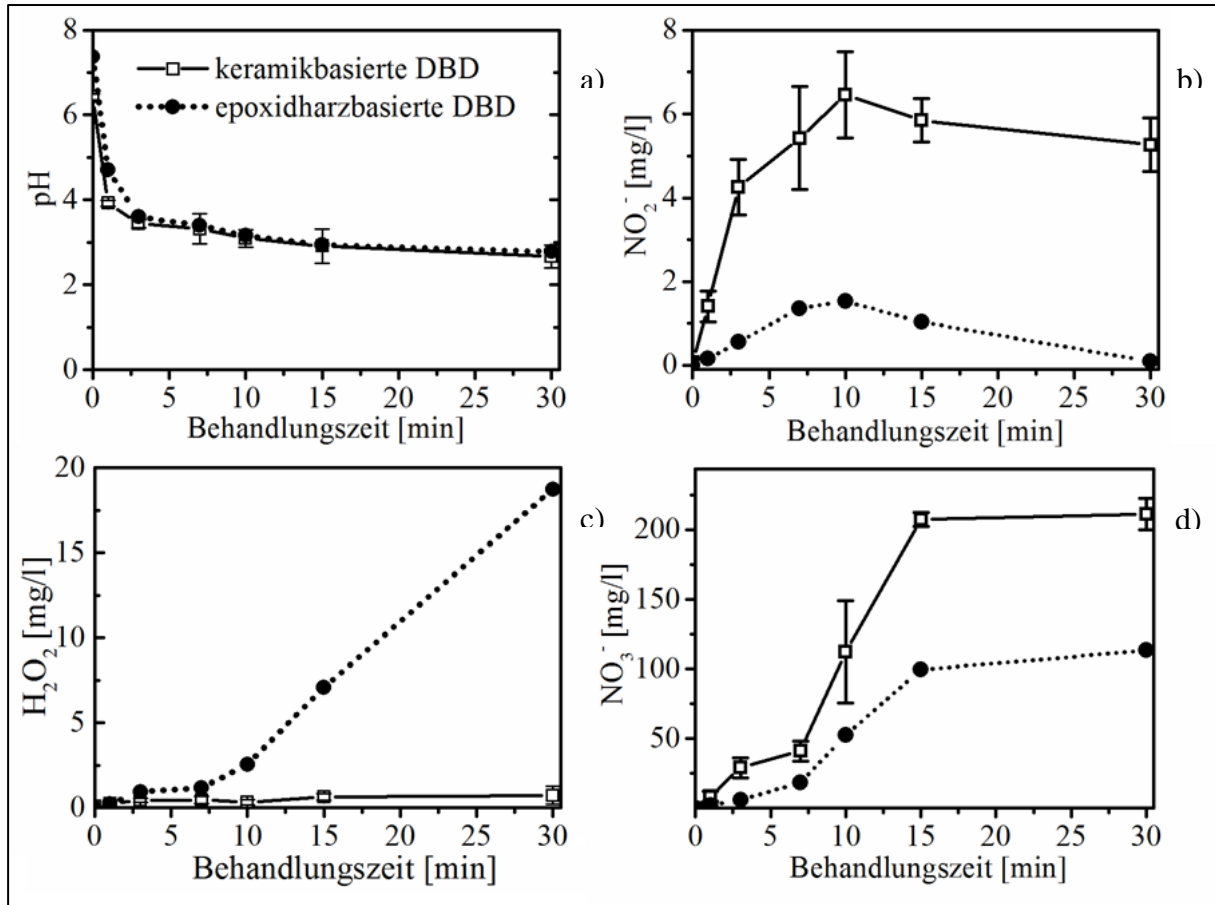 8
6
4
2
0
pH
keramikbasierte DBD
epoxidharzbasierte DBD
a)
0 5 10 15 20 25 30
Behandlungszeit [min]
8
6
4
2
0
NO₂⁻ [mg/l]
b)
0 5 10 15 20 25 30
Behandlungszeit [min]
20
15
10
5
0
H₂O₂ [mg/l]
c)
0 5 10 15 20 25 30
Behandlungszeit [min]
200
150
100
50
NO₃⁻ [mg/l]
d)
0 5 10 15 20 25 30
Behandlungszeit [min]